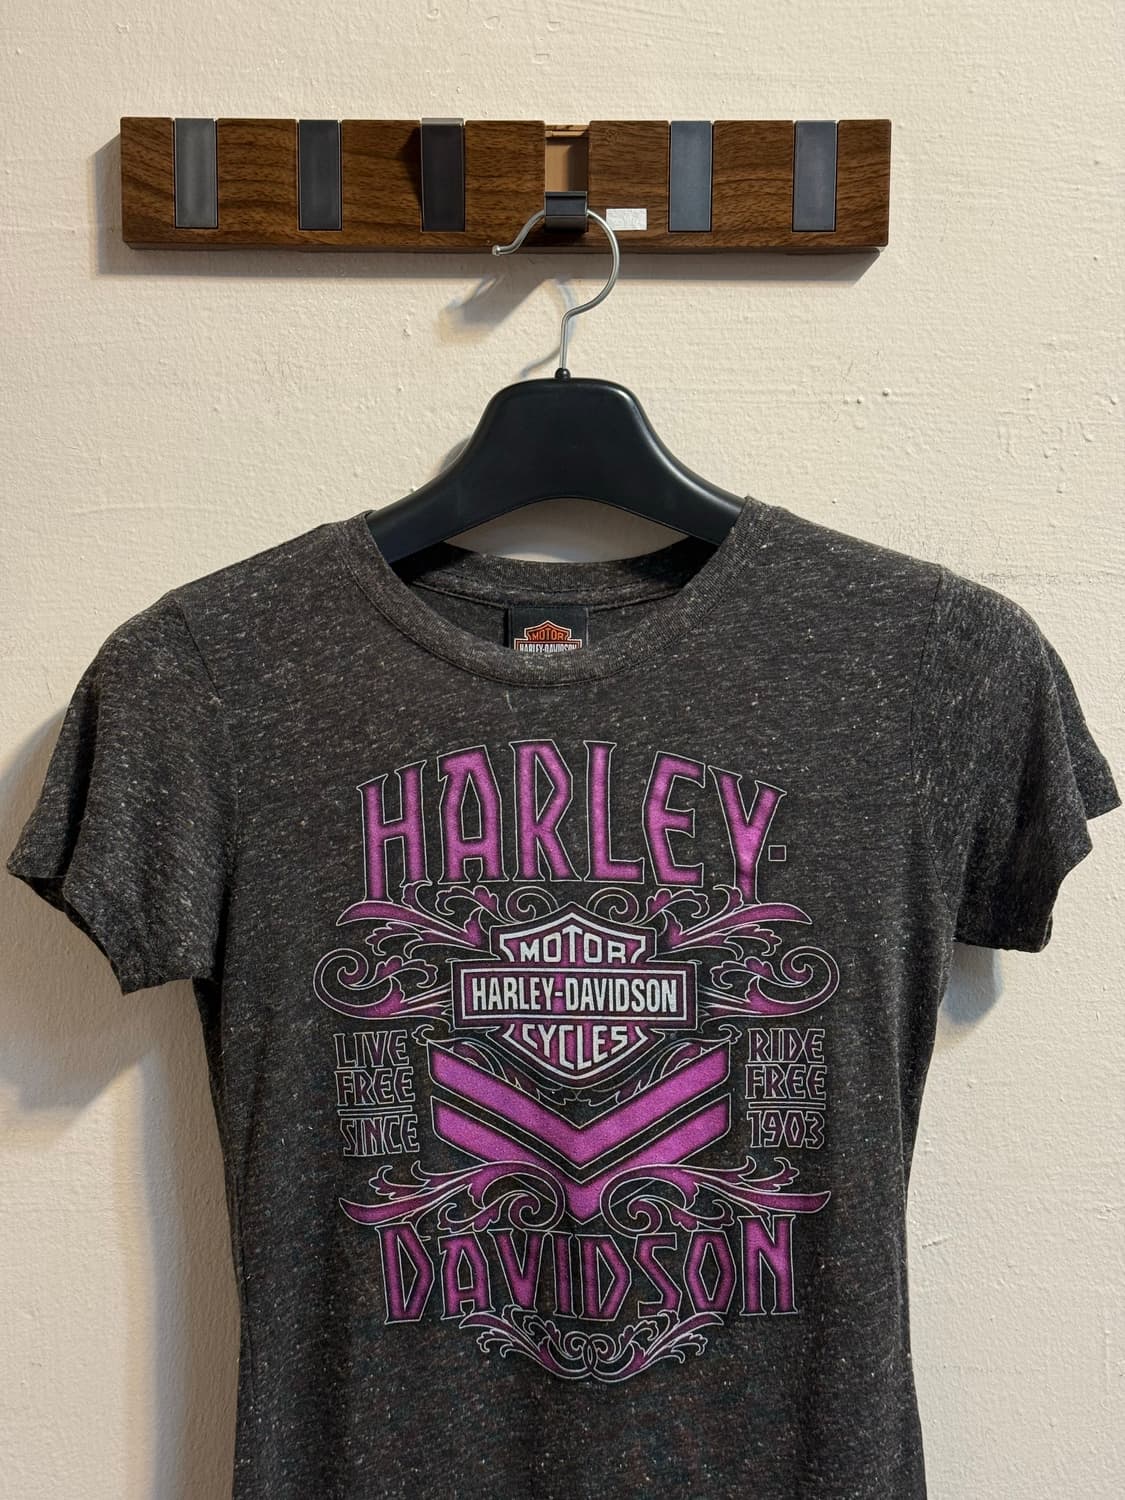 MOTOR
HARLEY-DAVIDSON
HARLEY
MOTOR
HARLEY-DAVIDSON
CYCLES
LIVE
FREE
SINCE
RIDE
FREE
1903
DAVIDSON